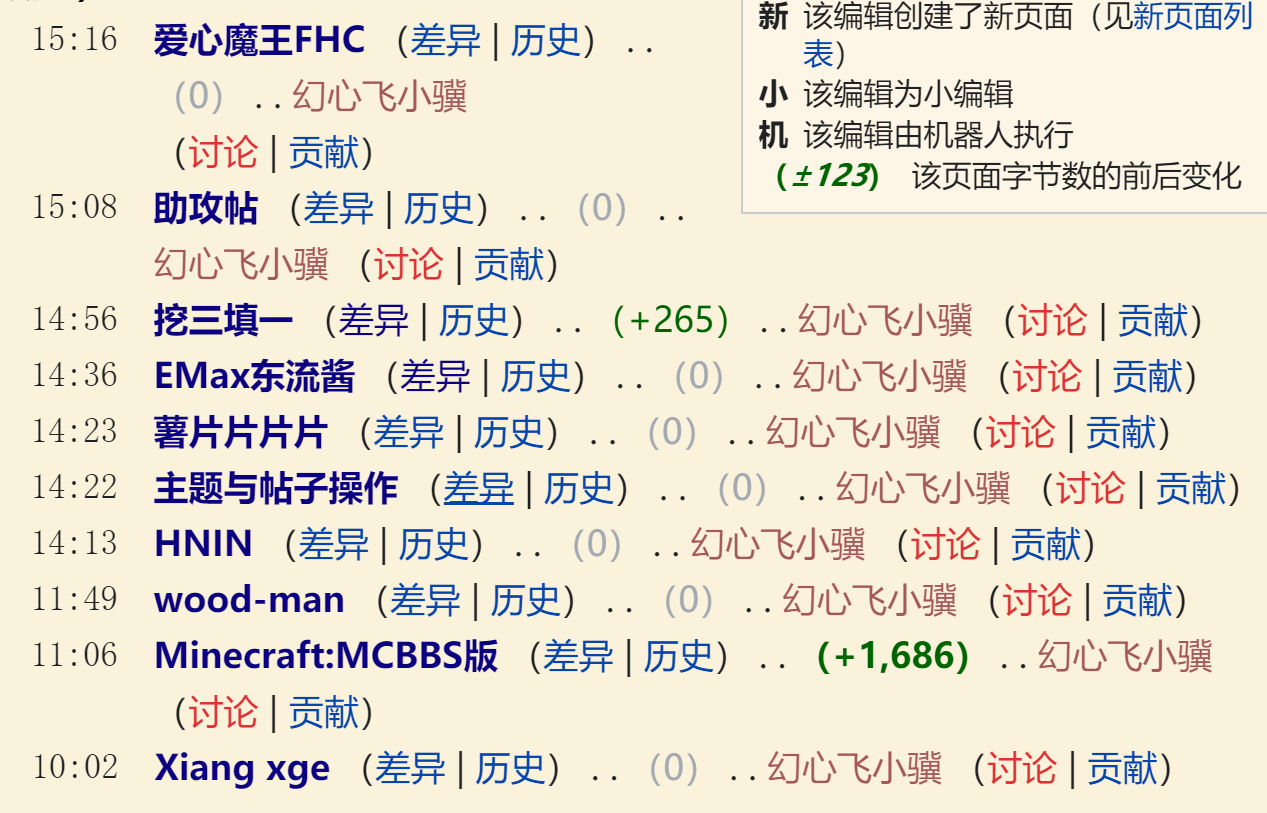 15:16 爱心魔王FHC （差异 | 历史） . .
(0) . . 幻心飞小骥
（讨论 | 贡献）
15:08 助攻帖 （差异 | 历史） . . (0) . .
幻心飞小骥 （讨论 | 贡献）
14:56 挖三填一 （差异 | 历史） . . (+265) . . 幻心飞小骥 （讨论 | 贡献）
14:36 EMax东流酱 （差异 | 历史） . . (0) . . 幻心飞小骥 （讨论 | 贡献）
14:23 薯片片片片 （差异 | 历史） . . (0) . . 幻心飞小骥 （讨论 | 贡献）
14:22 主题与帖子操作 （差异 | 历史） . . (0) . . 幻心飞小骥 （讨论 | 贡献）
14:13 HNIN （差异 | 历史） . . (0) . . 幻心飞小骥 （讨论 | 贡献）
11:49 wood-man （差异 | 历史） . . (0) . . 幻心飞小骥 （讨论 | 贡献）
11:06 Minecraft:MCBBS版 （差异 | 历史） . . (+1,686) . . 幻心飞小骥
（讨论 | 贡献）
10:02 Xiang xge （差异 | 历史） . . (0) . . 幻心飞小骥 （讨论 | 贡献）
新 该编辑创建了新页面（见新页面列
表）
小 该编辑为小编辑
机 该编辑由机器人执行
(±123) 该页面字节数的前后变化